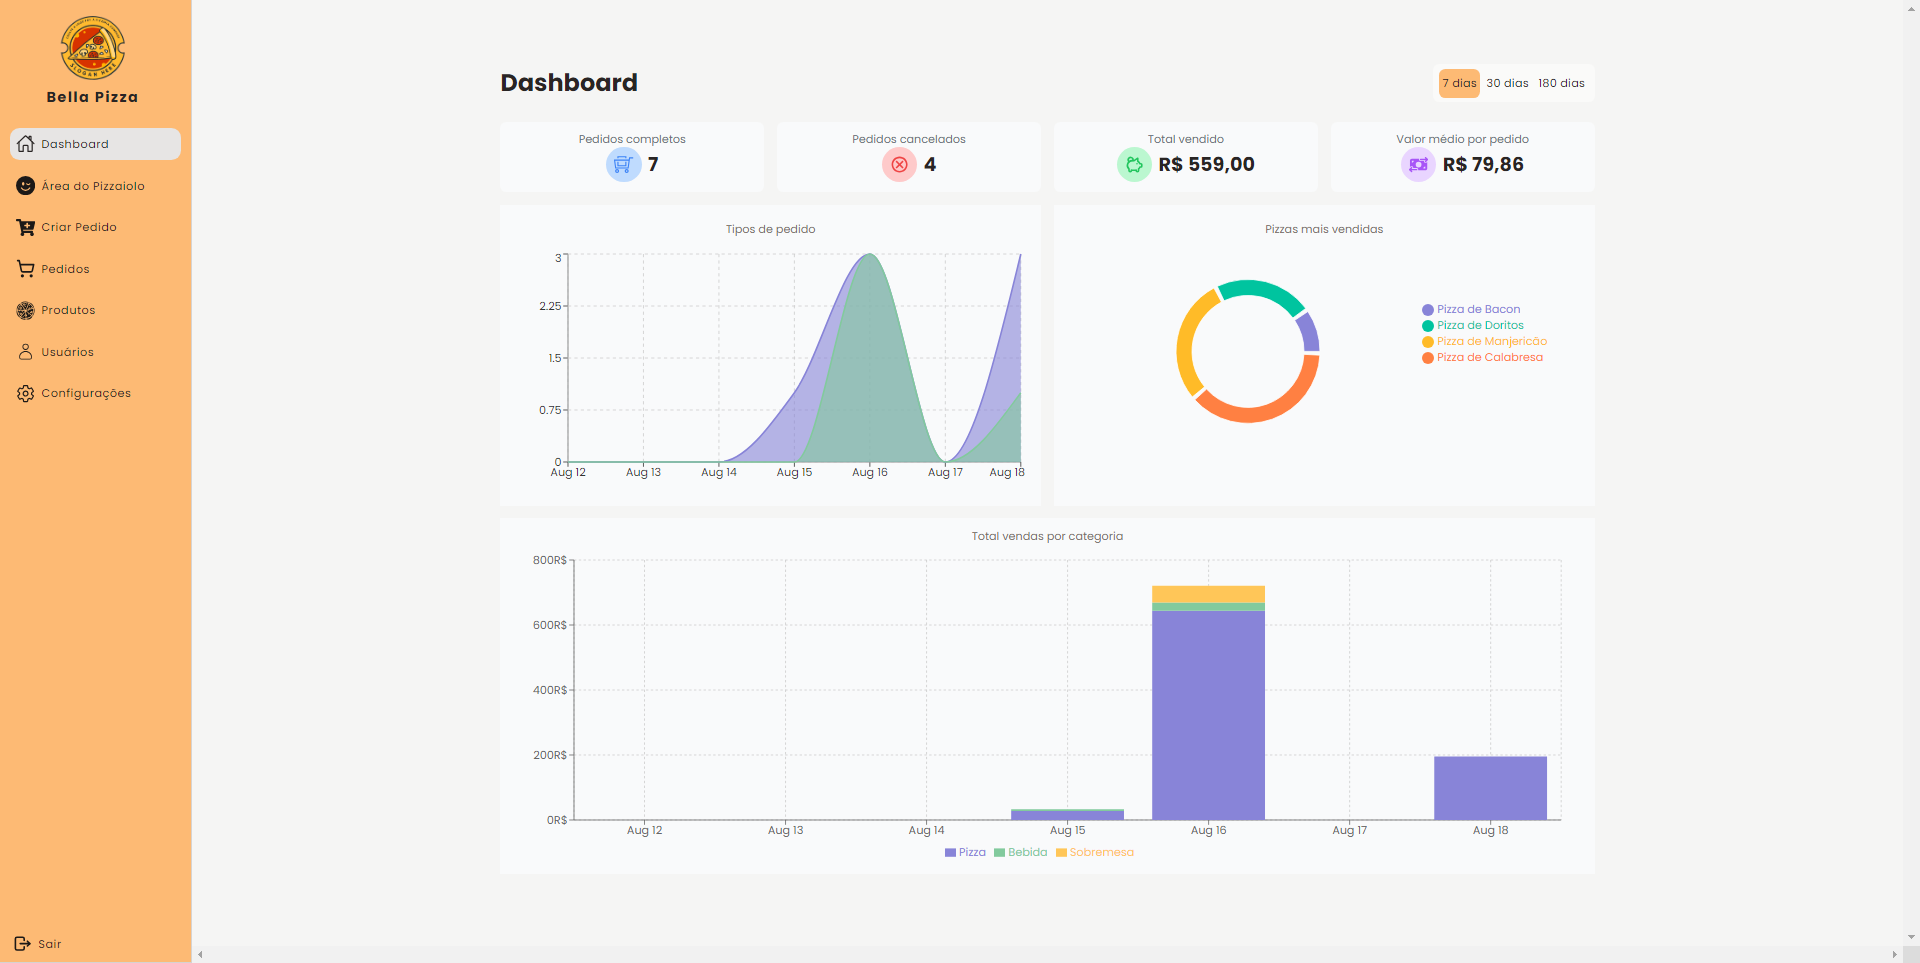 SLOGAN HERE
Bella Pizza
Dashboard
Área do Pizzaiolo
Criar Pedido
Pedidos
Produtos
Usuários
Configurações
Sair
Dashboard
7 dias 30 dias 180 dias
Pedidos completos
7
Pedidos cancelados
4
Total vendido
R$ 559,00
Valor médio por pedido
R$ 79,86
Tipos de pedido
3
2.25
1.5
0.75
0
Aug 12 Aug 13 Aug 14 Aug 15 Aug 16 Aug 17 Aug 18
Pizzas mais vendidas
Pizza de Bacon
Pizza de Doritos
Pizza de Manjericão
Pizza de Calabresa
Total vendas por categoria
800R$
600R$
400R$
200R$
0R$
Aug 12 Aug 13 Aug 14 Aug 15 Aug 16 Aug 17 Aug 18
Pizza Bebida Sobremesa